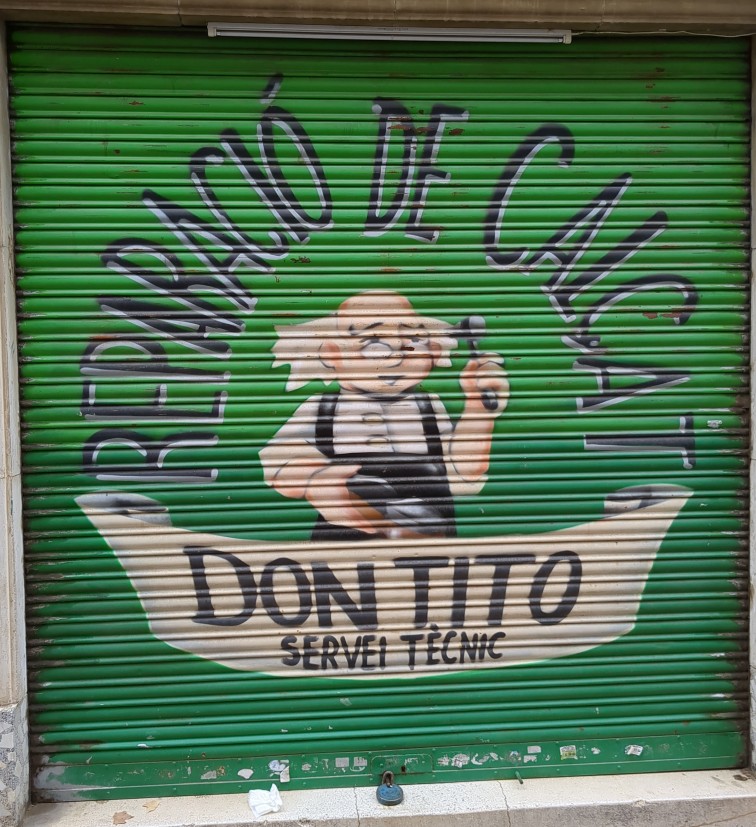 REPARACIÓ DE CALÇAT
DON TITO
SERVEI TÈCNIC